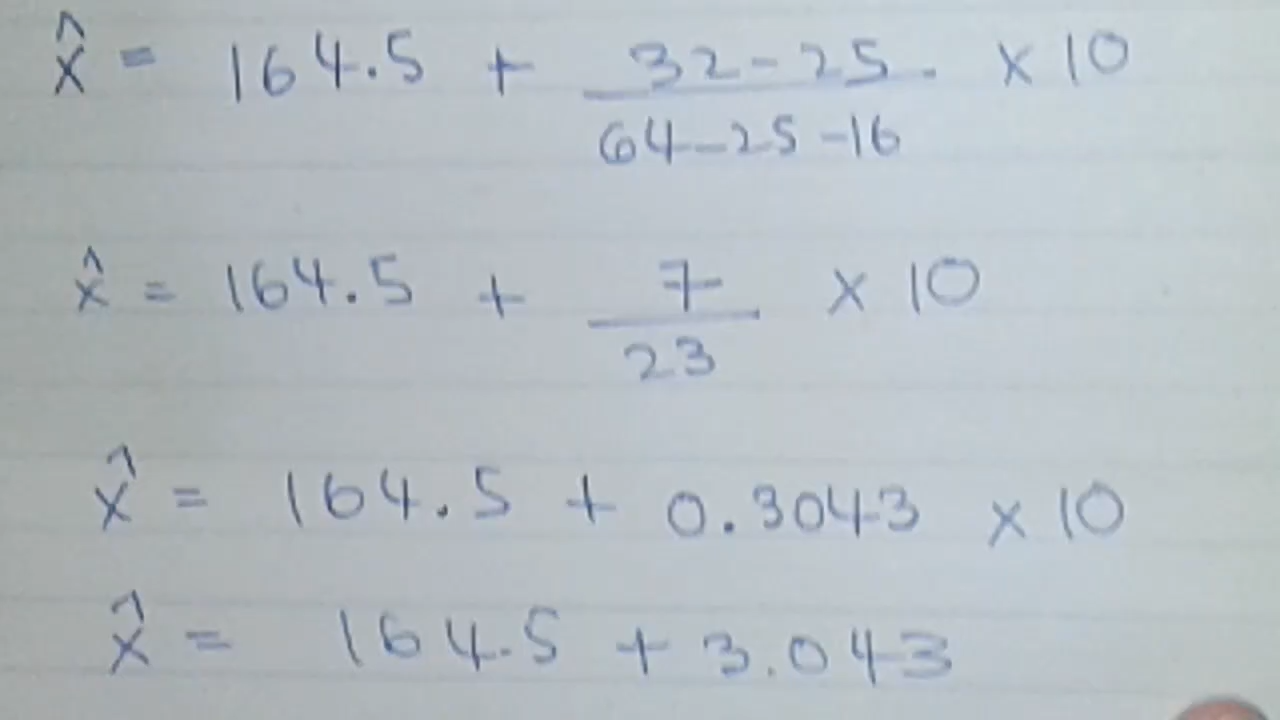 x̂ = 164.5 + (32-25)/(64-25-16) × 10
x̂ = 164.5 + 7/23 × 10
x̂ = 164.5 + 0.3043 × 10
x̂ = 164.5 + 3.043